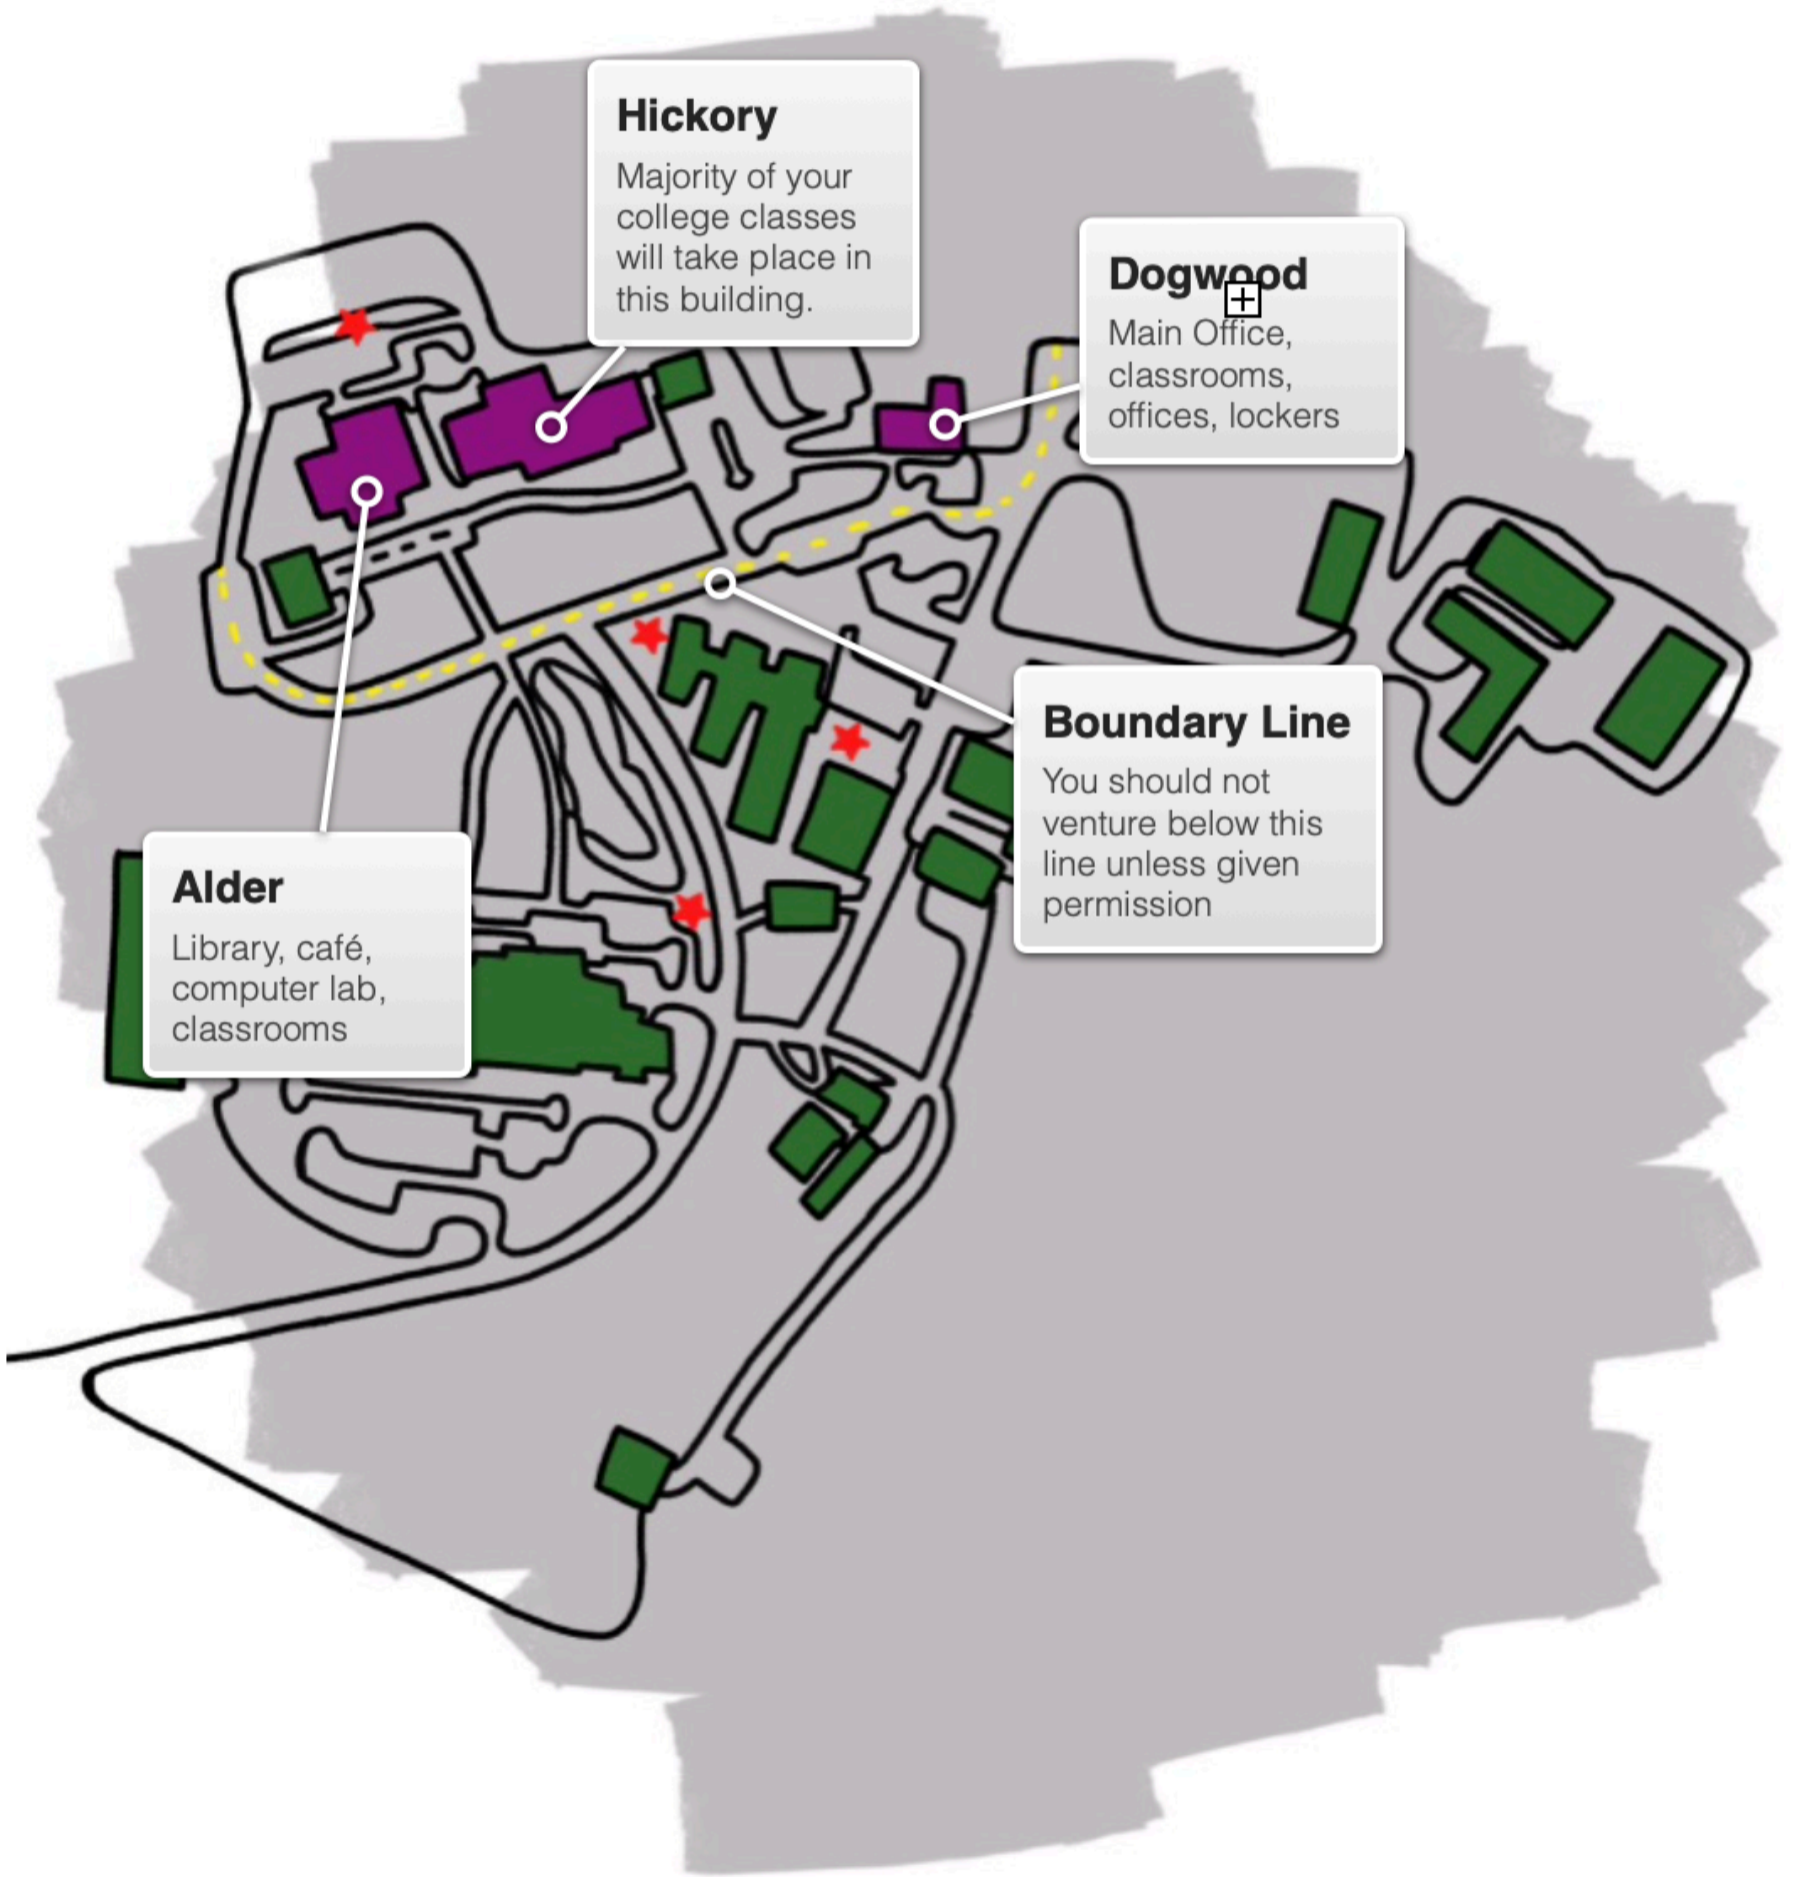 Hickory
Majority of your
college classes
will take place in
this building.
Dogwood
Main Office,
classrooms,
offices, lockers
Boundary Line
You should not
venture below this
line unless given
permission
Alder
Library, café,
computer lab,
classrooms